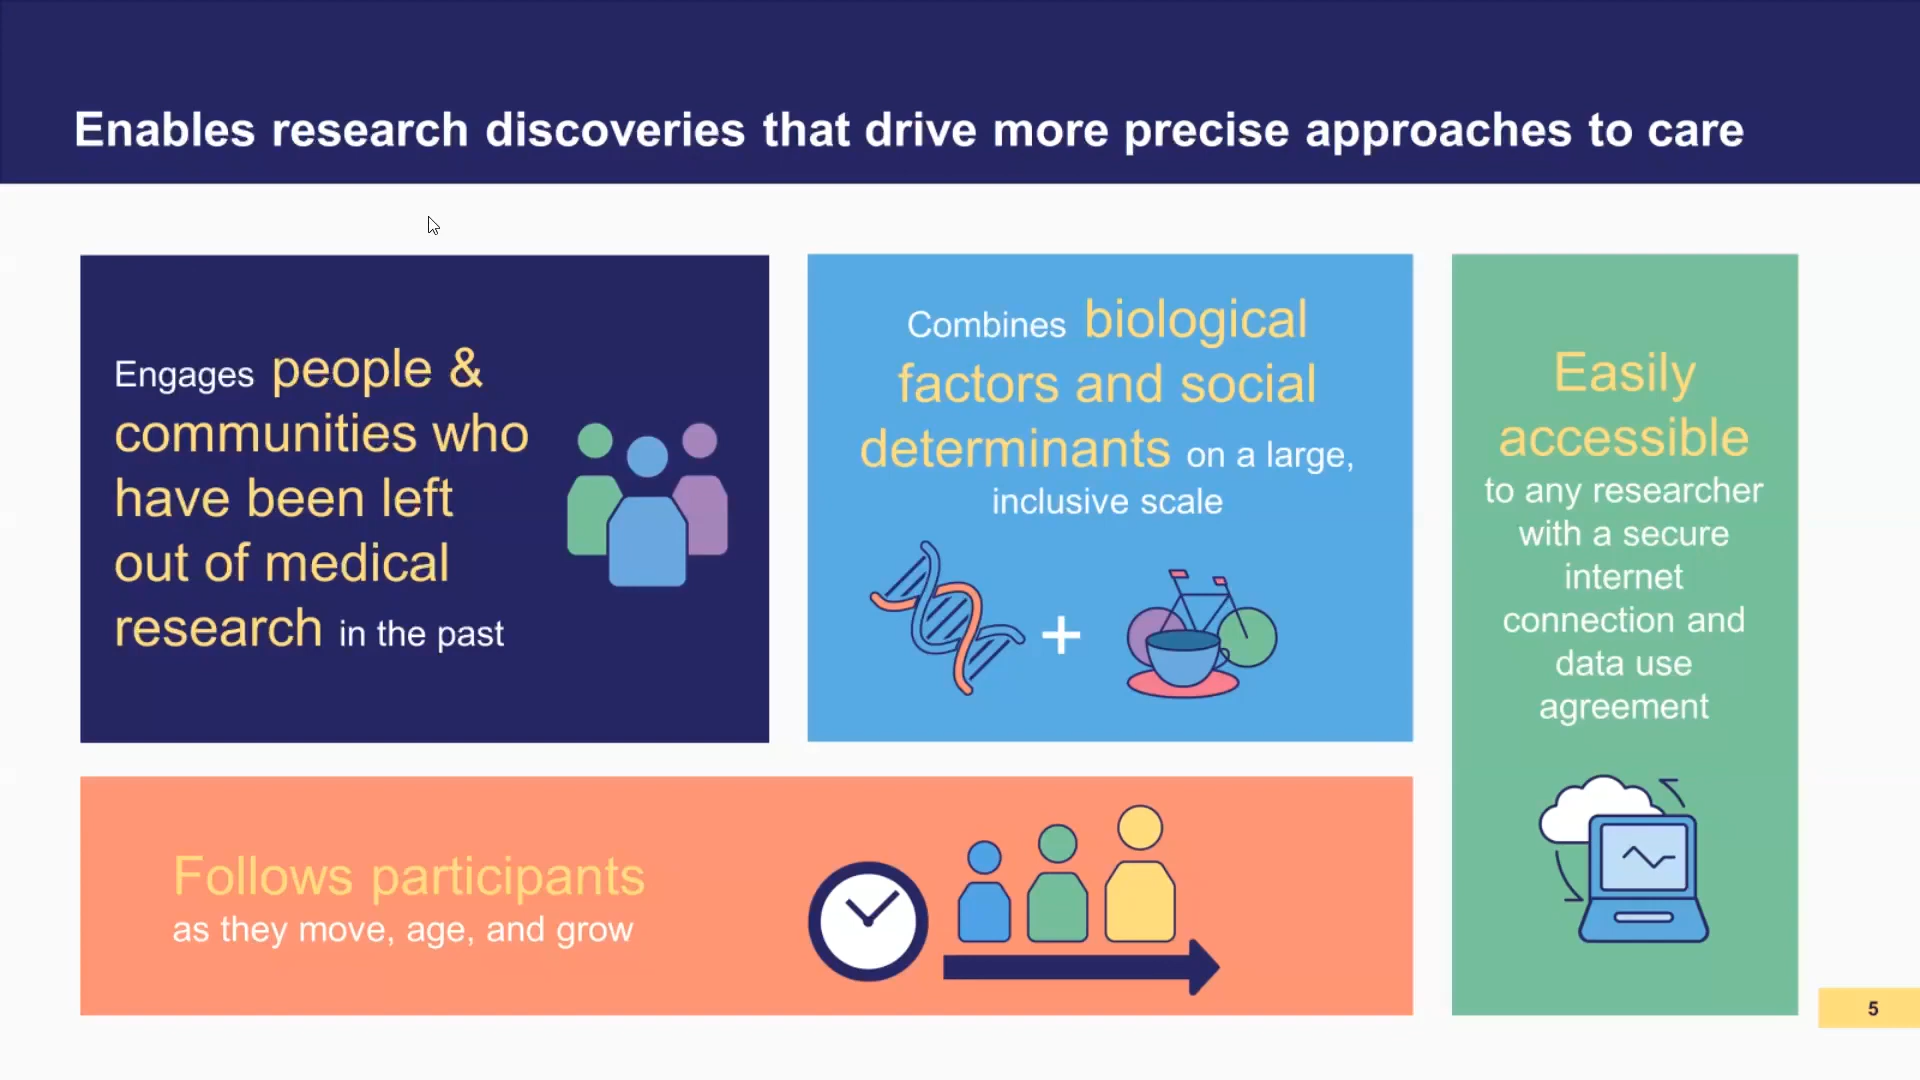 Enables research discoveries that drive more precise approaches to care
Engages people &
communities who
have been left
out of medical
research in the past
Combines biological
factors and social
determinants on a large,
inclusive scale
Easily
accessible
to any researcher
with a secure
internet
connection and
data use
agreement
Follows participants
as they move, age, and grow
5